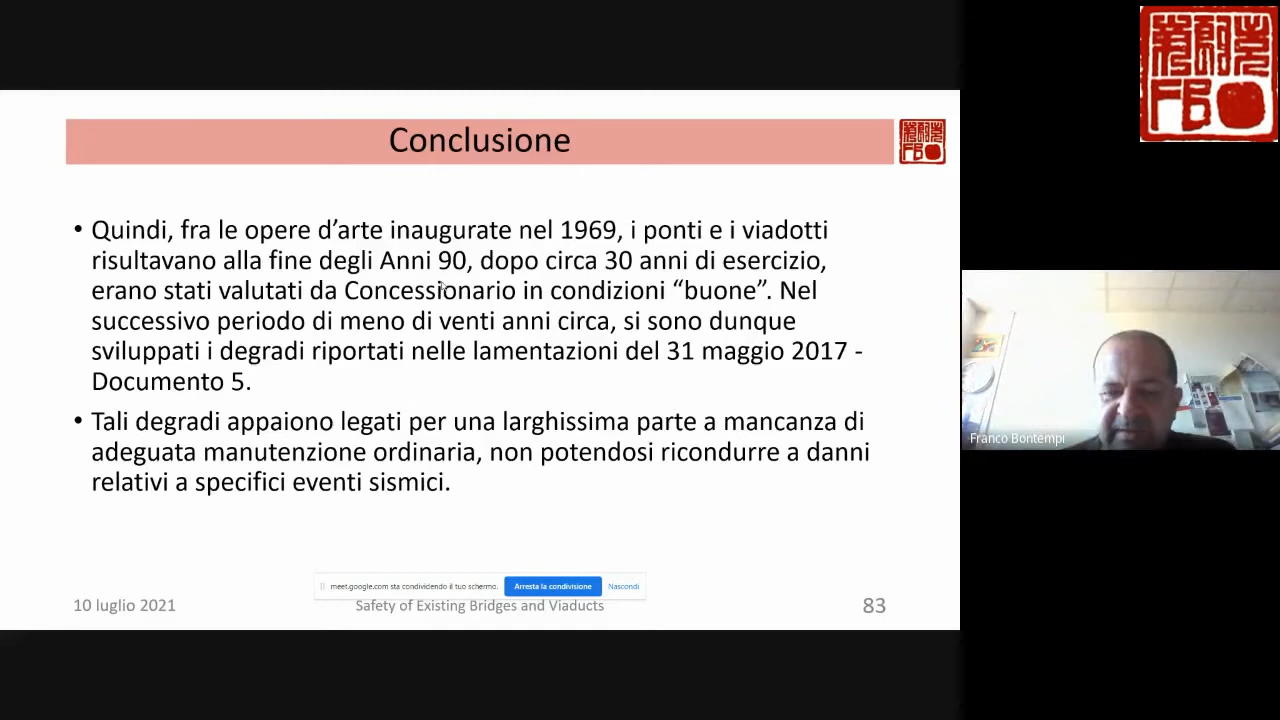 Conclusione
• Quindi, fra le opere d’arte inaugurate nel 1969, i ponti e i viadotti
risultavano alla fine degli Anni 90, dopo circa 30 anni di esercizio,
erano stati valutati da Concessionario in condizioni “buone”. Nel
successivo periodo di meno di venti anni circa, si sono dunque
sviluppati i degradi riportati nelle lamentazioni del 31 maggio 2017 -
Documento 5.
• Tali degradi appaiono legati per una larghissima parte a mancanza di
adeguata manutenzione ordinaria, non potendosi ricondurre a danni
relativi a specifici eventi sismici.
meet.google.com sta condividendo il tuo schermo. Arresta la condivisione Nascondi
10 luglio 2021 Safety of Existing Bridges and Viaducts 83
Franco Bontempi